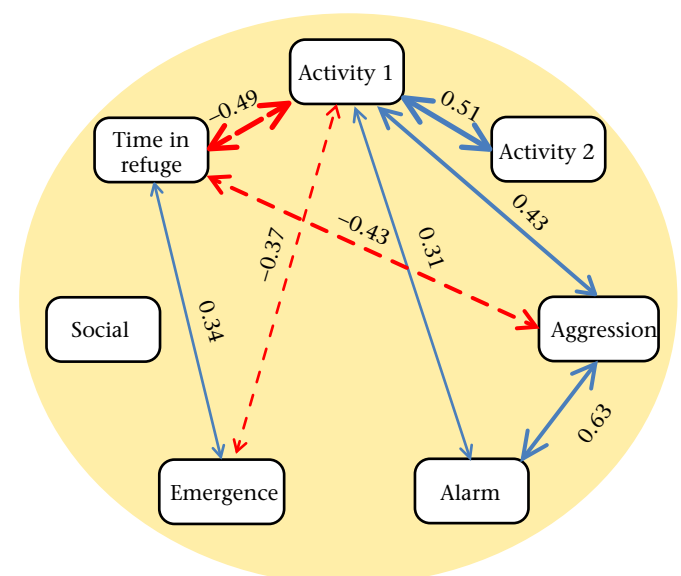 Activity 1
–0.49
0.51
Time in
refuge
Activity 2
0.43
–0.43
–0.37
0.31
0.34
Social
Aggression
0.63
Emergence
Alarm